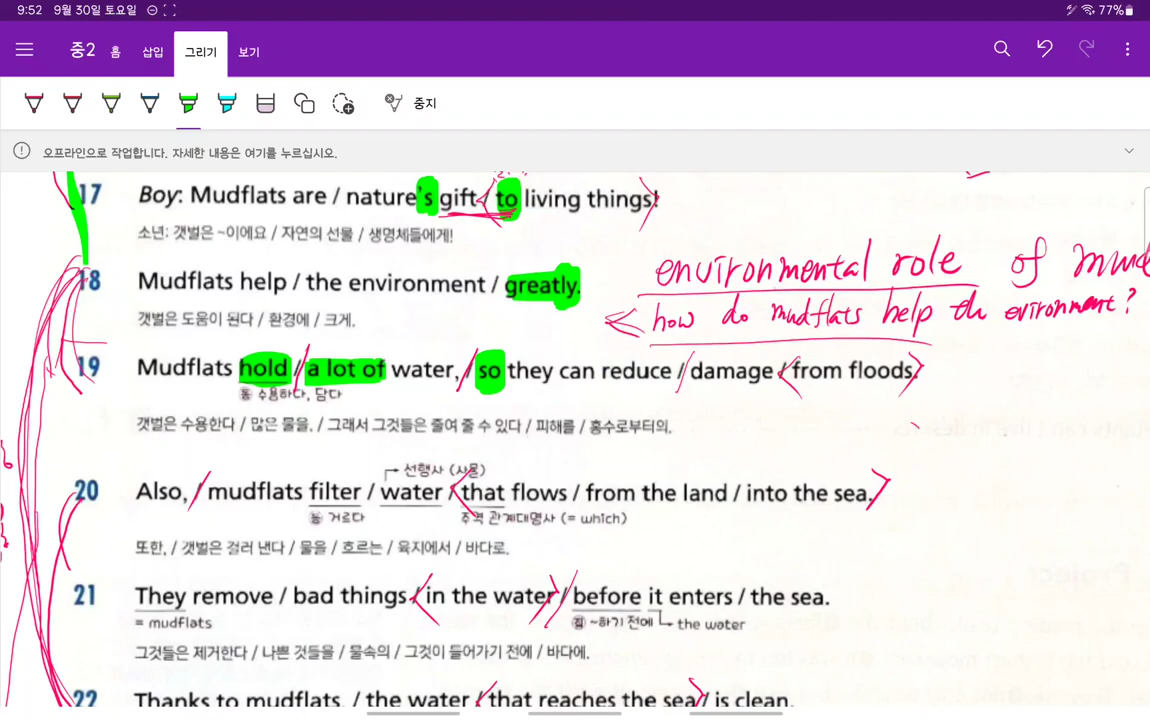 9:52 9월 30일 토요일 77%
중2 홈 삽입 그리기 보기
중지
오프라인으로 작업합니다. 자세한 내용은 여기를 누르십시오.
17 Boy: Mudflats are / nature's gift / to living things!
소년: 갯벌은 ~이에요 / 자연의 선물 / 생명체들에게!
environmental role of
18 Mudflats help / the environment / greatly.
how do mudflats help the evironment?
갯벌은 도움이 된다 / 환경에 / 크게.
19 Mudflats hold / a lot of water, / so they can reduce / damage / from floods.
동 수용하다, 담다
갯벌은 수용한다 / 많은 물을, / 그래서 그것들은 줄여 줄 수 있다 / 피해를 / 홍수로부터의.
선행사 (사물)
20 Also, / mudflats filter / water / that flows / from the land / into the sea.
동 거르다 주격 관계대명사 (= which)
또한, / 갯벌은 걸러 낸다 / 물을 / 흐르는 / 육지에서 / 바다로.
21 They remove / bad things / in the water / before it enters / the sea.
= mudflats 접 ~하기 전에 the water
그것들은 제거한다 / 나쁜 것들을 / 물속의 / 그것이 들어가기 전에 / 바다에.
22 Thanks to mudflats, / the water / that reaches the sea / is clean.